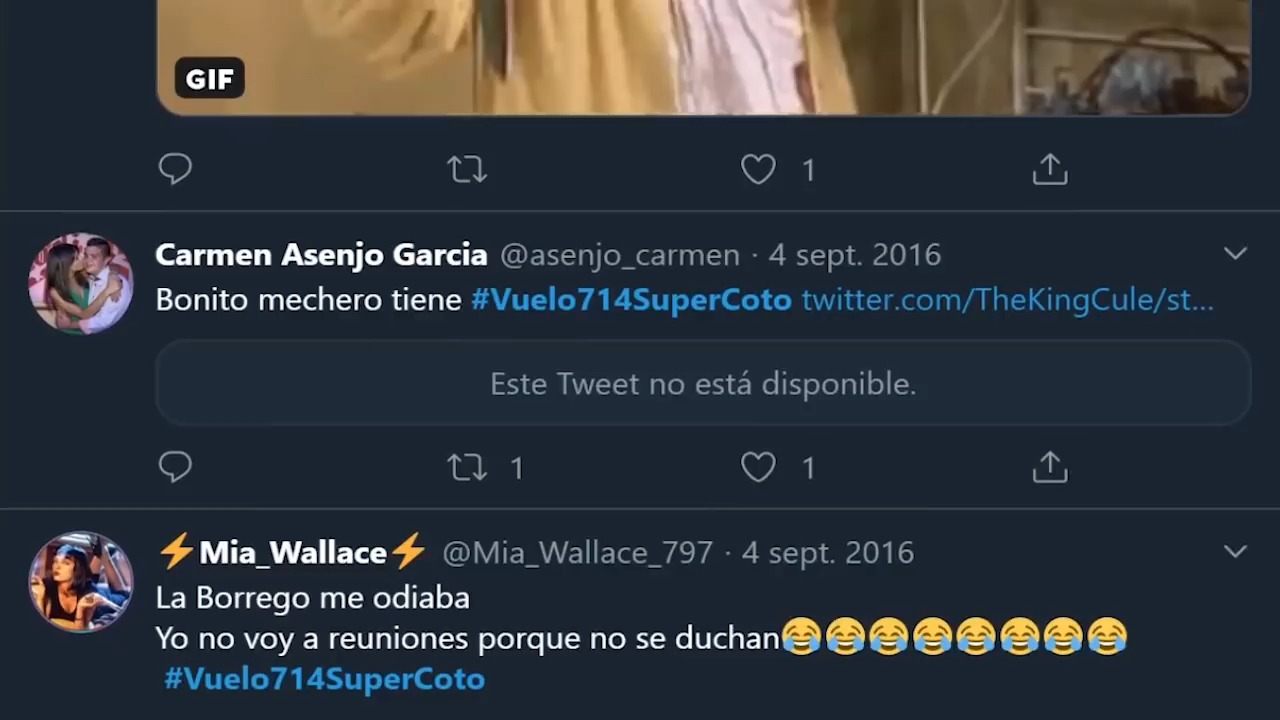 GIF
1
Carmen Asenjo Garcia @asenjo_carmen · 4 sept. 2016
Bonito mechero tiene #Vuelo714SuperCoto twitter.com/TheKingCule/st...
Este Tweet no está disponible.
1 1
⚡Mia_Wallace⚡ @Mia_Wallace_797 · 4 sept. 2016
La Borrego me odiaba
Yo no voy a reuniones porque no se duchan😂😂😂😂😂😂😂😂
#Vuelo714SuperCoto